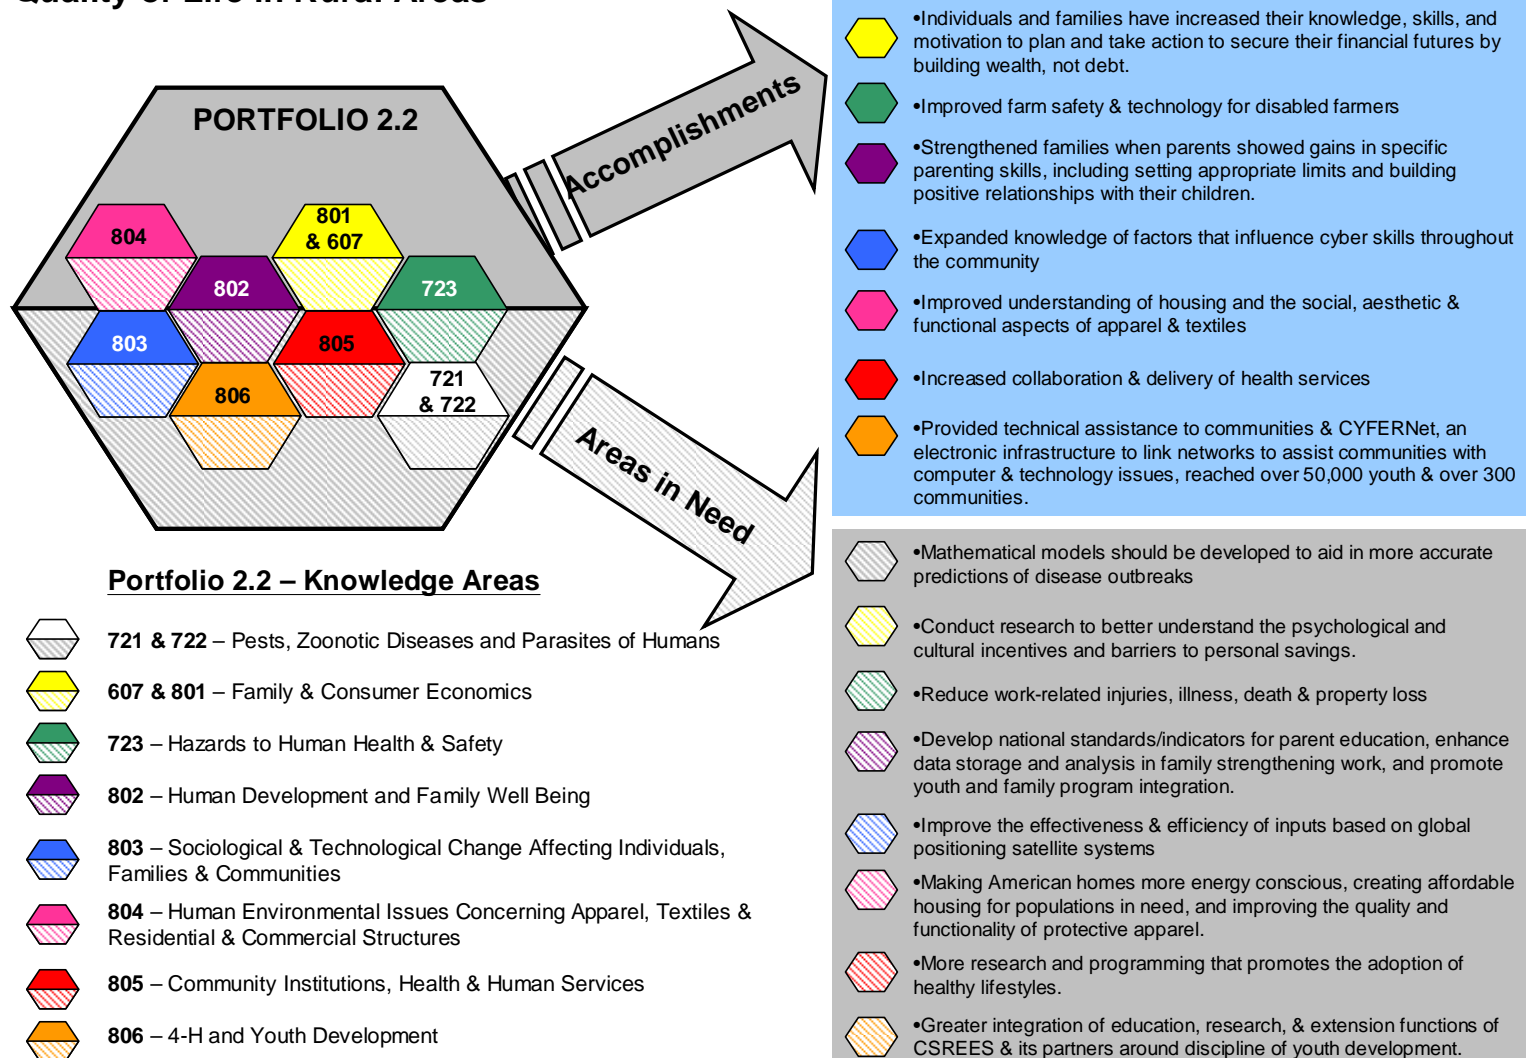 Quality of Life in Rural Areas
PORTFOLIO 2.2
804
801
& 607
802
723
803
805
806
721
& 722
Accomplishments
Areas in Need
Portfolio 2.2 – Knowledge Areas
721 & 722 – Pests, Zoonotic Diseases and Parasites of Humans
607 & 801 – Family & Consumer Economics
723 – Hazards to Human Health & Safety
802 – Human Development and Family Well Being
803 – Sociological & Technological Change Affecting Individuals,
Families & Communities
804 – Human Environmental Issues Concerning Apparel, Textiles &
Residential & Commercial Structures
805 – Community Institutions, Health & Human Services
806 – 4-H and Youth Development
•Individuals and families have increased their knowledge, skills, and
motivation to plan and take action to secure their financial futures by
building wealth, not debt.
•Improved farm safety & technology for disabled farmers
•Strengthened families when parents showed gains in specific
parenting skills, including setting appropriate limits and building
positive relationships with their children.
•Expanded knowledge of factors that influence cyber skills throughout
the community
•Improved understanding of housing and the social, aesthetic &
functional aspects of apparel & textiles
•Increased collaboration & delivery of health services
•Provided technical assistance to communities & CYFERNet, an
electronic infrastructure to link networks to assist communities with
computer & technology issues, reached over 50,000 youth & over 300
communities.
•Mathematical models should be developed to aid in more accurate
predictions of disease outbreaks
•Conduct research to better understand the psychological and
cultural incentives and barriers to personal savings.
•Reduce work-related injuries, illness, death & property loss
•Develop national standards/indicators for parent education, enhance
data storage and analysis in family strengthening work, and promote
youth and family program integration.
•Improve the effectiveness & efficiency of inputs based on global
positioning satellite systems
•Making American homes more energy conscious, creating affordable
housing for populations in need, and improving the quality and
functionality of protective apparel.
•More research and programming that promotes the adoption of
healthy lifestyles.
•Greater integration of education, research, & extension functions of
CSREES & its partners around discipline of youth development.